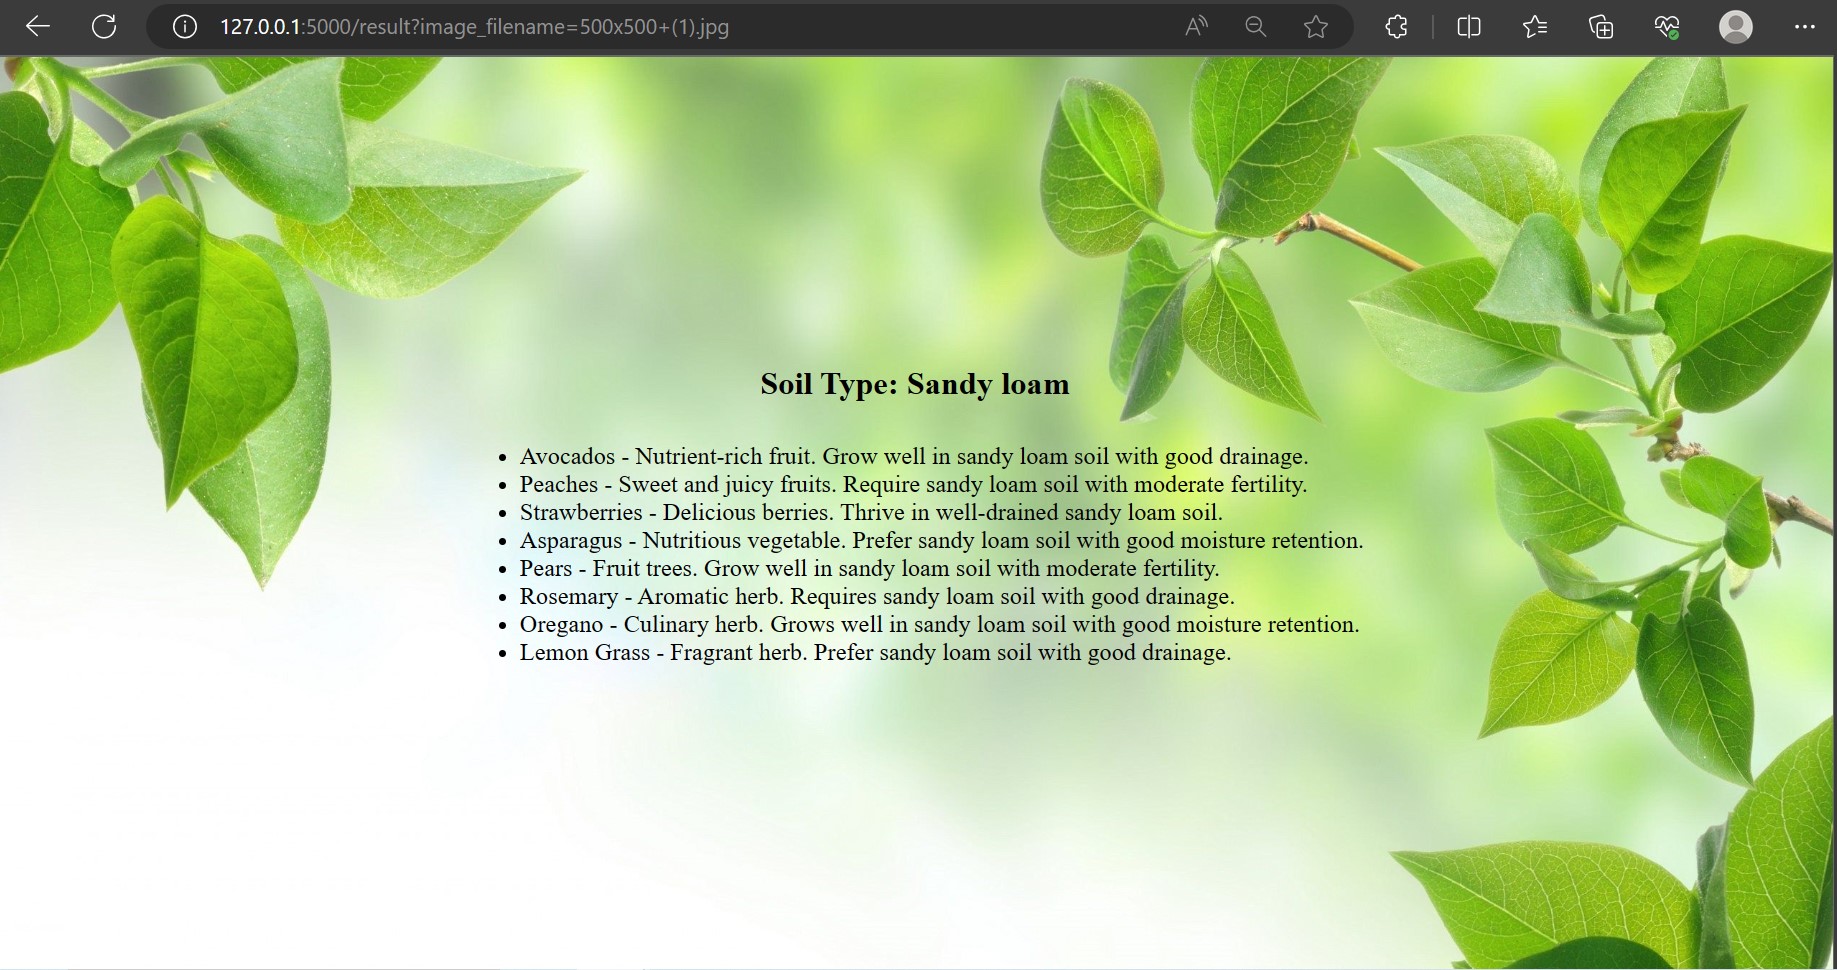 127.0.0.1:5000/result?image_filename=500x500+(1).jpg
Soil Type: Sandy loam
• Avocados - Nutrient-rich fruit. Grow well in sandy loam soil with good drainage.
• Peaches - Sweet and juicy fruits. Require sandy loam soil with moderate fertility.
• Strawberries - Delicious berries. Thrive in well-drained sandy loam soil.
• Asparagus - Nutritious vegetable. Prefer sandy loam soil with good moisture retention.
• Pears - Fruit trees. Grow well in sandy loam soil with moderate fertility.
• Rosemary - Aromatic herb. Requires sandy loam soil with good drainage.
• Oregano - Culinary herb. Grows well in sandy loam soil with good moisture retention.
• Lemon Grass - Fragrant herb. Prefer sandy loam soil with good drainage.